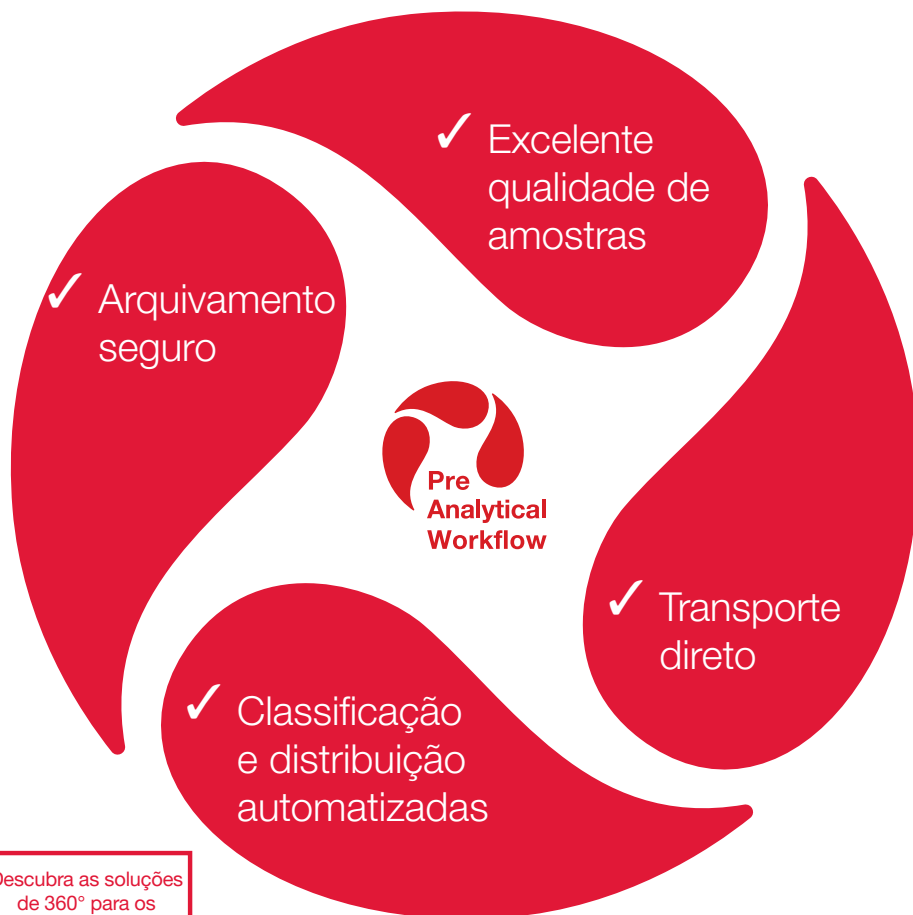 ✓ Excelente
qualidade de
amostras
✓ Arquivamento
seguro
Pre
Analytical
Workflow
✓ Transporte
direto
✓ Classificação
e distribuição
automatizadas
Descubra as soluções
de 360° para os